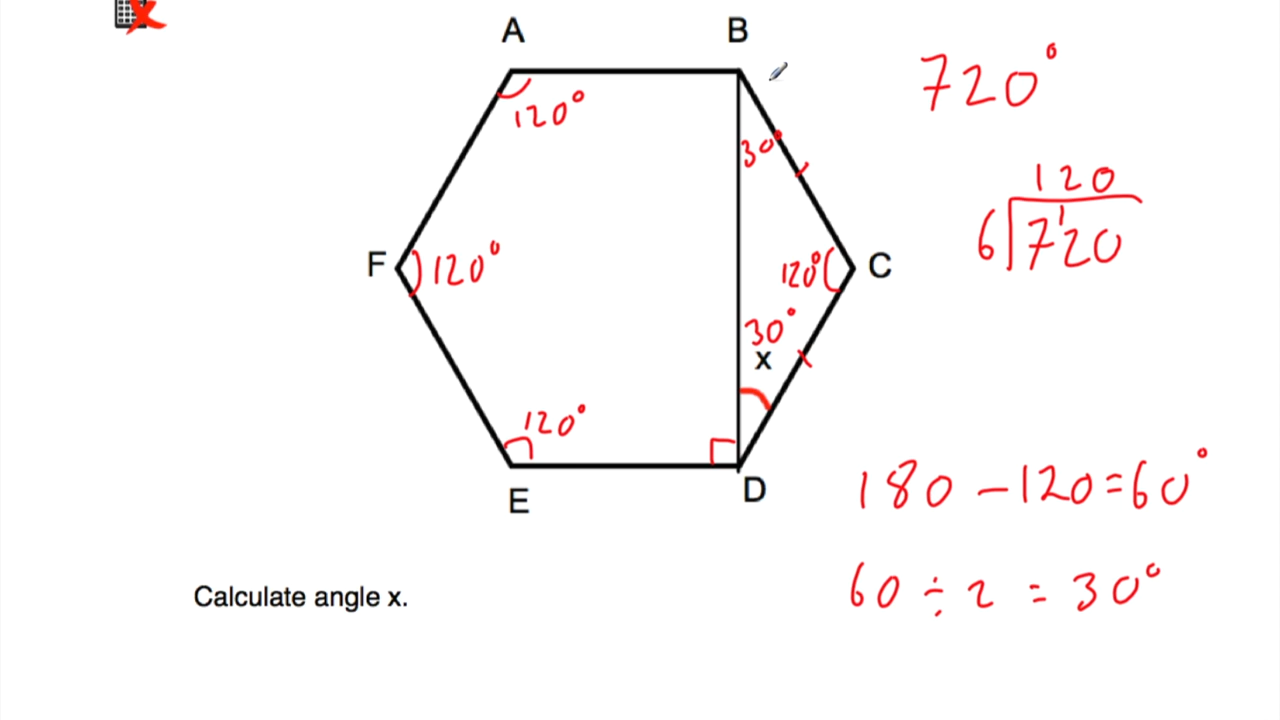 A
B
720°
120°
30°
120
6)720
F
120°
120°
C
30°
x
120°
E
D
180 - 120 = 60°
60 ÷ 2 = 30°
Calculate angle x.